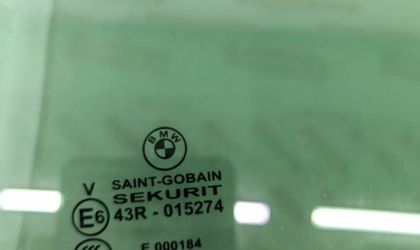 BMW
SAINT-GOBAIN
SEKURIT
V
E6 43R - 015274
E 000184